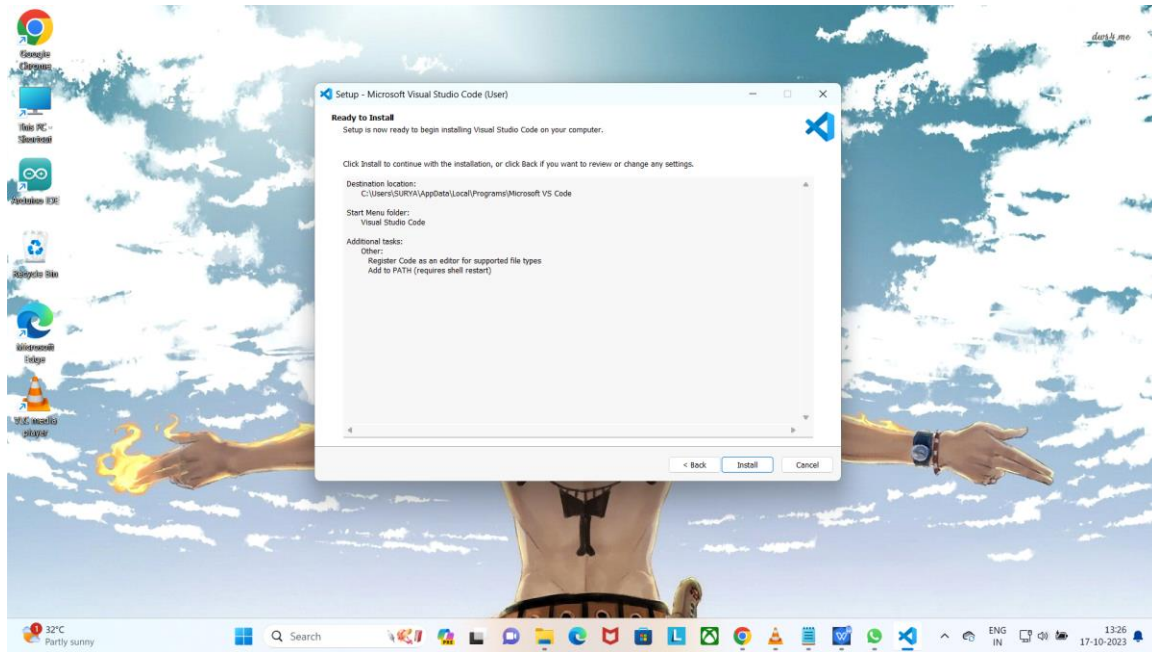 Google
Chrome
This PC -
Shortcut
Arduino IDE
Recycle Bin
Microsoft
Edge
VLC media
player
dwsh.me
Setup - Microsoft Visual Studio Code (User)
Ready to Install
Setup is now ready to begin installing Visual Studio Code on your computer.
Click Install to continue with the installation, or click Back if you want to review or change any settings.
Destination location:
C:\Users\SURYA\AppData\Local\Programs\Microsoft VS Code
Start Menu folder:
Visual Studio Code
Additional tasks:
Other:
Register Code as an editor for supported file types
Add to PATH (requires shell restart)
< Back Install Cancel
1
32°C
Partly sunny
Search
PRE
L
ENG
IN
13:26
17-10-2023